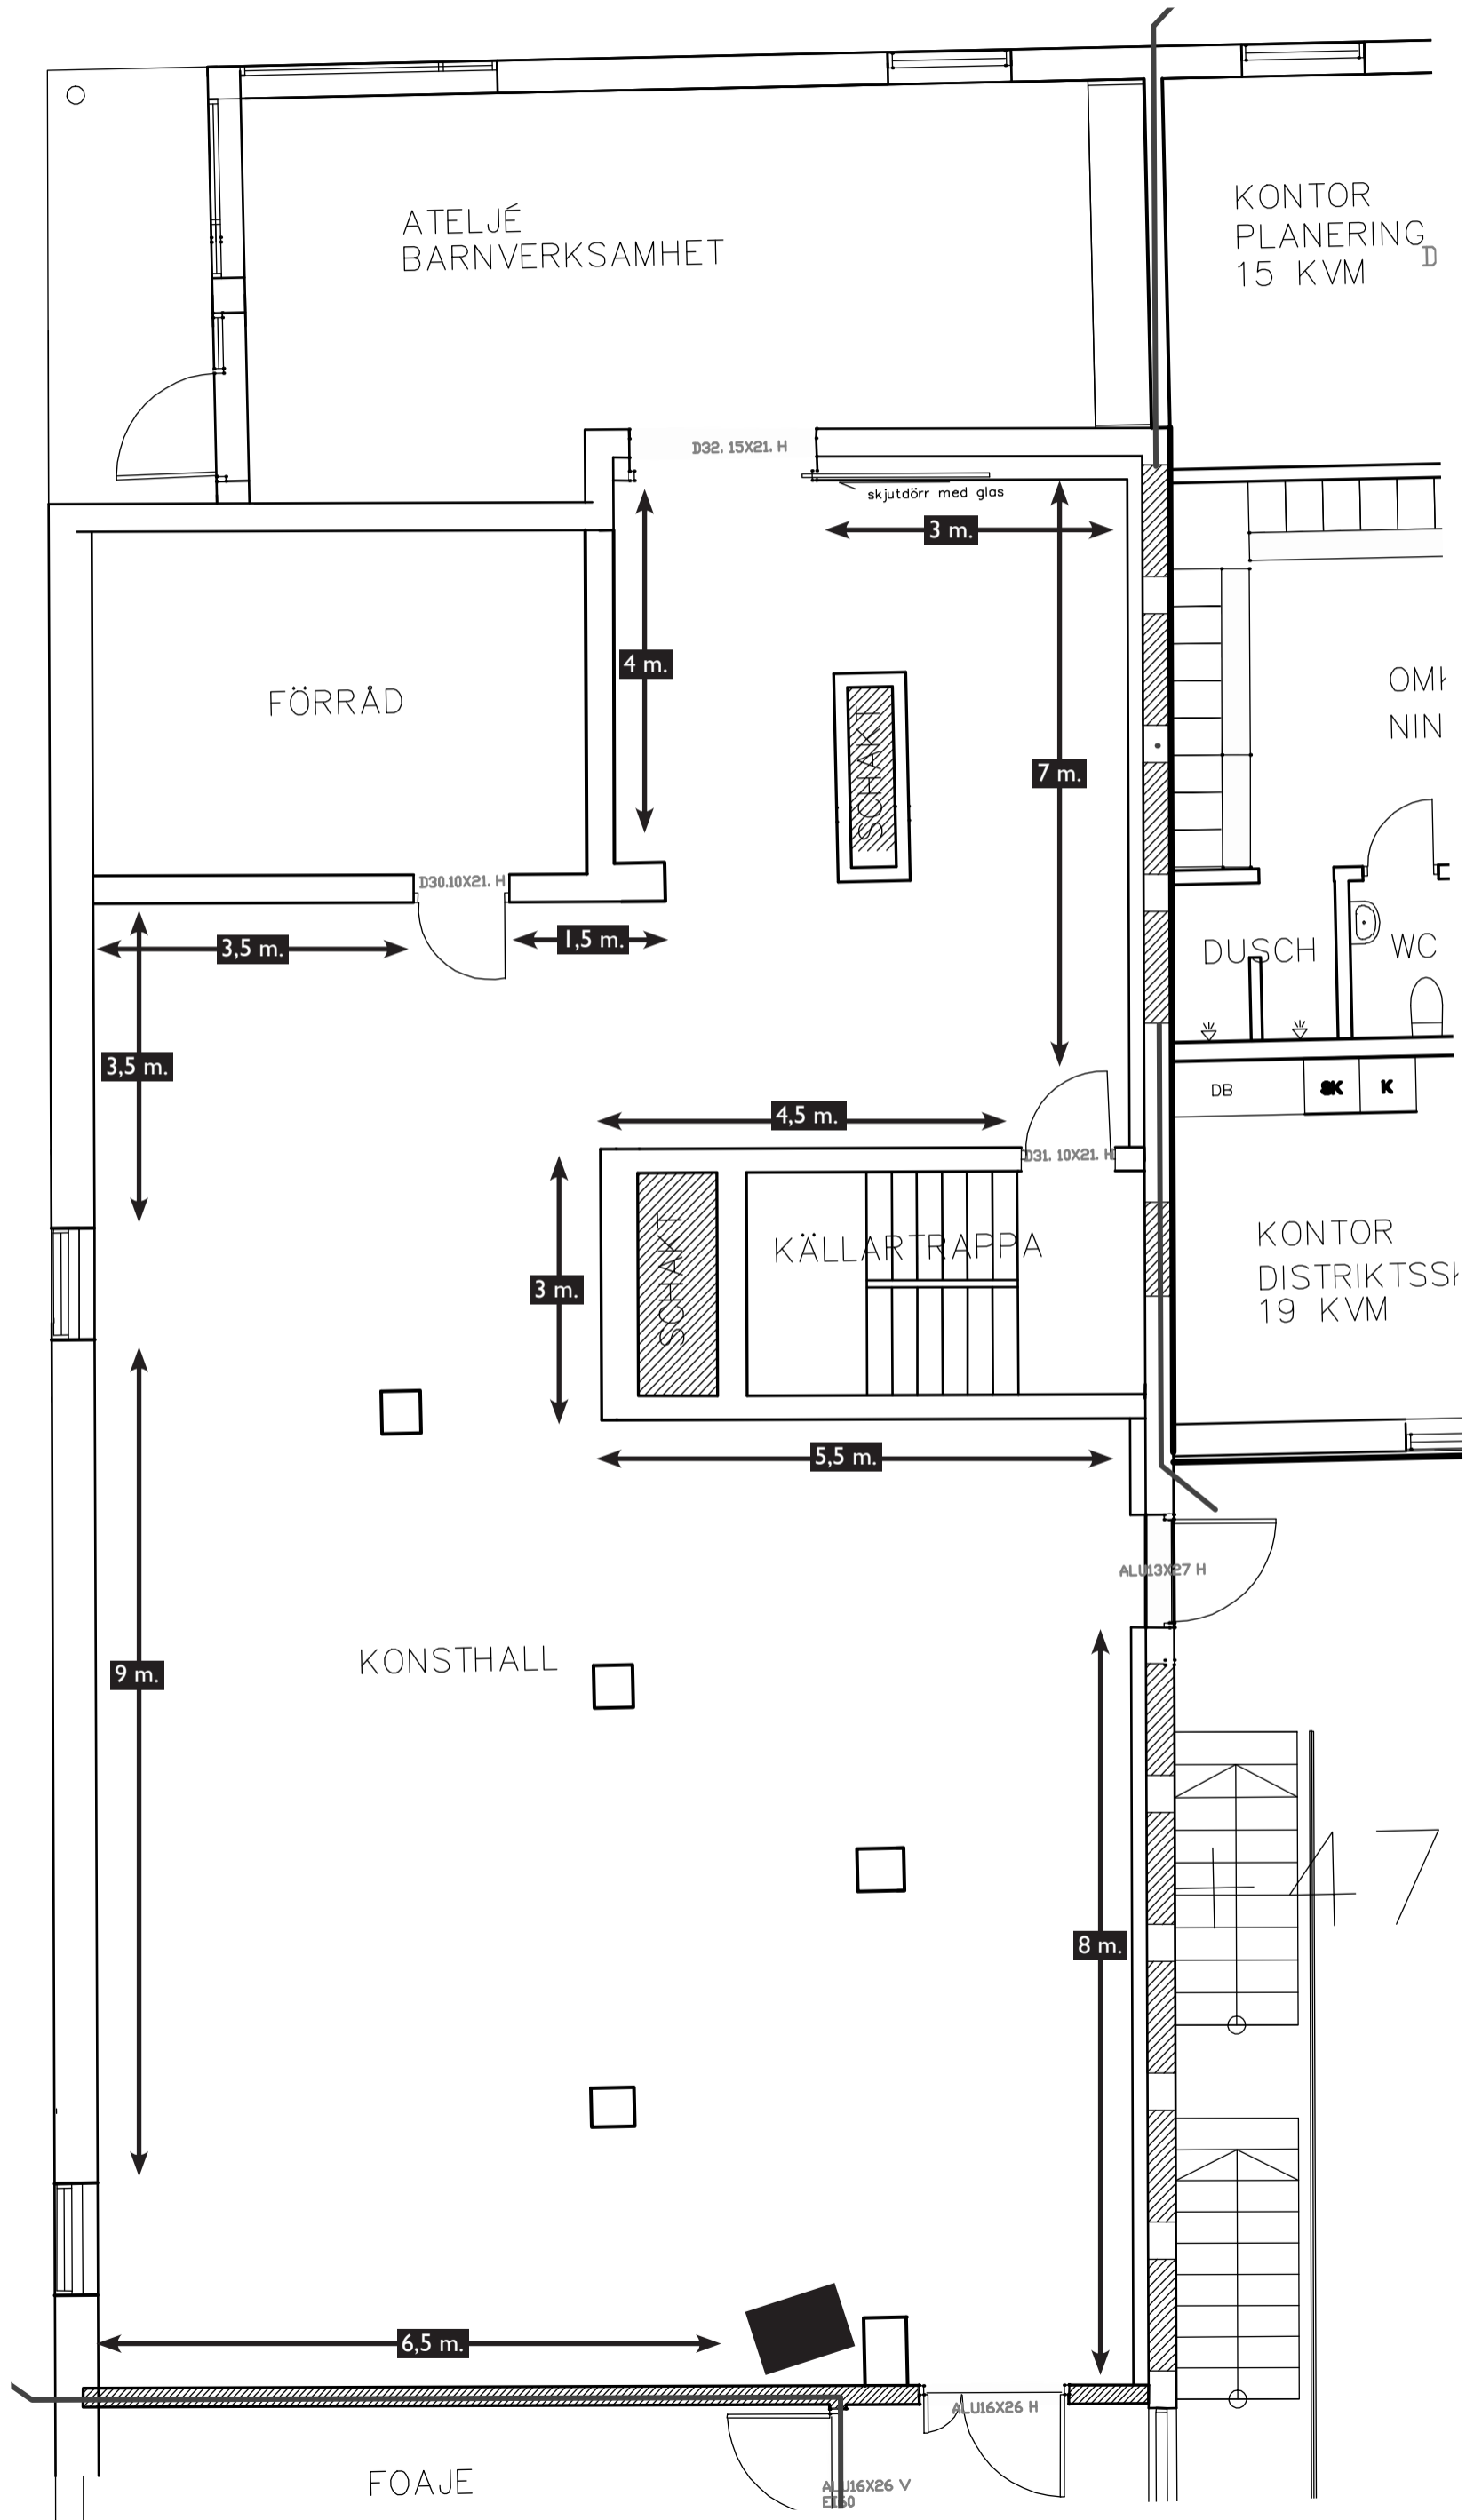 ATELJÉ
BARNVERKSAMHET
KONTOR
PLANERING
15 KVM
D
D32. 15X21. H
skjutdörr med glas
3 m.
4 m.
FÖRRÅD
SCHAKT
7 m.
D30.10X21. H
3,5 m.
1,5 m.
DUSCH
WC
3,5 m.
DB
SK
K
4,5 m.
D31. 10X21. H
SCHAKT
KÄLLARTRAPPA
KONTOR
19 KVM
3 m.
5,5 m.
ALU13X27 H
KONSTHALL
9 m.
8 m.
6,5 m.
ALU16X26 H
FOAJE
ALU16X26 V
EI60